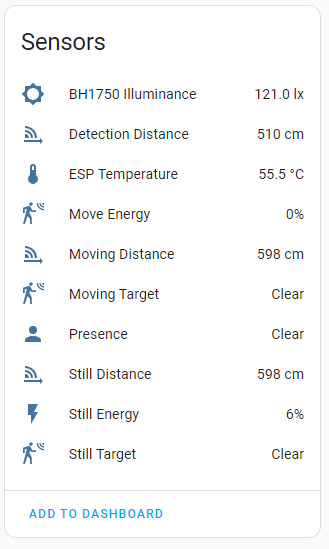 Sensors
BH1750 Illuminance 121.0 lx
Detection Distance 510 cm
ESP Temperature 55.5 °C
Move Energy 0%
Moving Distance 598 cm
Moving Target Clear
Presence Clear
Still Distance 598 cm
Still Energy 6%
Still Target Clear
ADD TO DASHBOARD